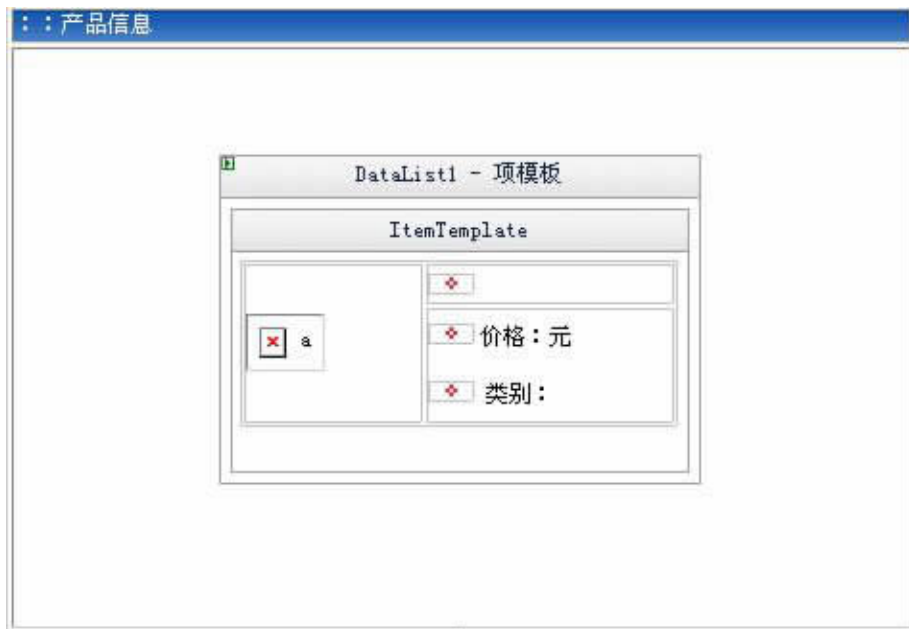 ：：产品信息
DataList1 - 项模板
ItemTemplate
a
价格：元
类别：